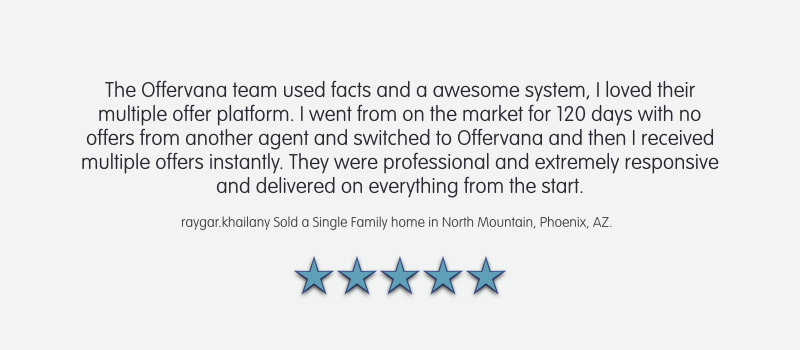 The Offervana team used facts and a awesome system, I loved their
multiple offer platform. I went from on the market for 120 days with no
offers from another agent and switched to Offervana and then I received
multiple offers instantly. They were professional and extremely responsive
and delivered on everything from the start.
raygar.khailany Sold a Single Family home in North Mountain, Phoenix, AZ.